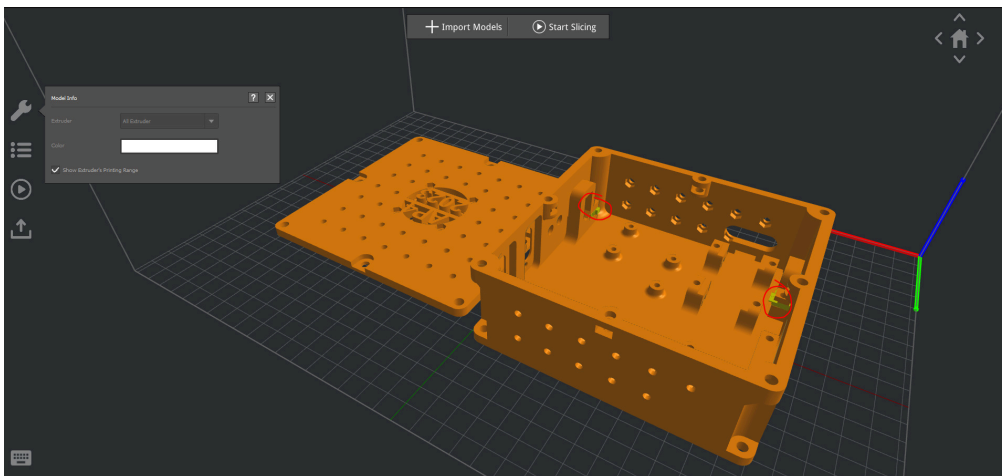 Import Models
Start Slicing
Model Info
?
Extruder
All Extruder
Color
Show Extruder's Printing Range